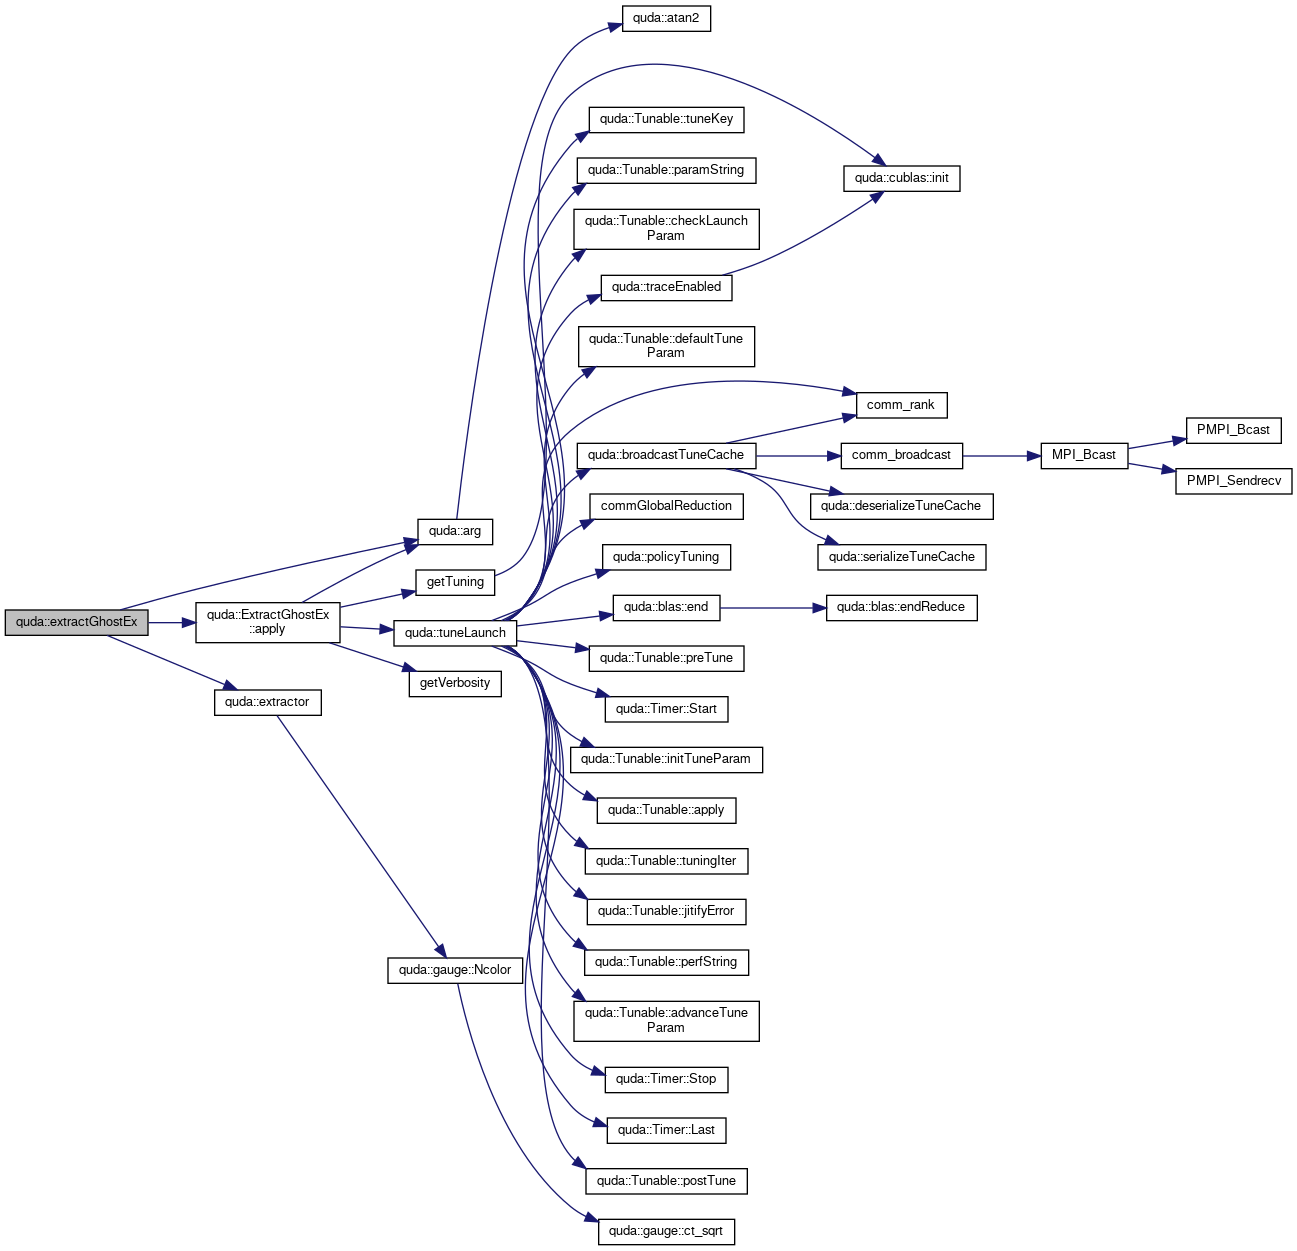 quda::atan2
quda::Tunable::tuneKey
quda::Tunable::paramString
quda::cublas::init
quda::Tunable::checkLaunch
Param
quda::traceEnabled
quda::Tunable::defaultTune
Param
comm_rank
PMPI_Bcast
quda::broadcastTuneCache
comm_broadcast
MPI_Bcast
PMPI_Sendrecv
commGlobalReduction
quda::deserializeTuneCache
quda::arg
quda::policyTuning
quda::serializeTuneCache
getTuning
quda::extractGhostEx
quda::ExtractGhostEx
::apply
quda::blas::end
quda::blas::endReduce
quda::tuneLaunch
quda::Tunable::preTune
getVerbosity
quda::extractor
quda::Timer::Start
quda::Tunable::initTuneParam
quda::Tunable::apply
quda::Tunable::tuningIter
quda::Tunable::jitifyError
quda::Tunable::perfString
quda::gauge::Ncolor
quda::Tunable::advanceTune
Param
quda::Timer::Stop
quda::Timer::Last
quda::Tunable::postTune
quda::gauge::ct_sqrt